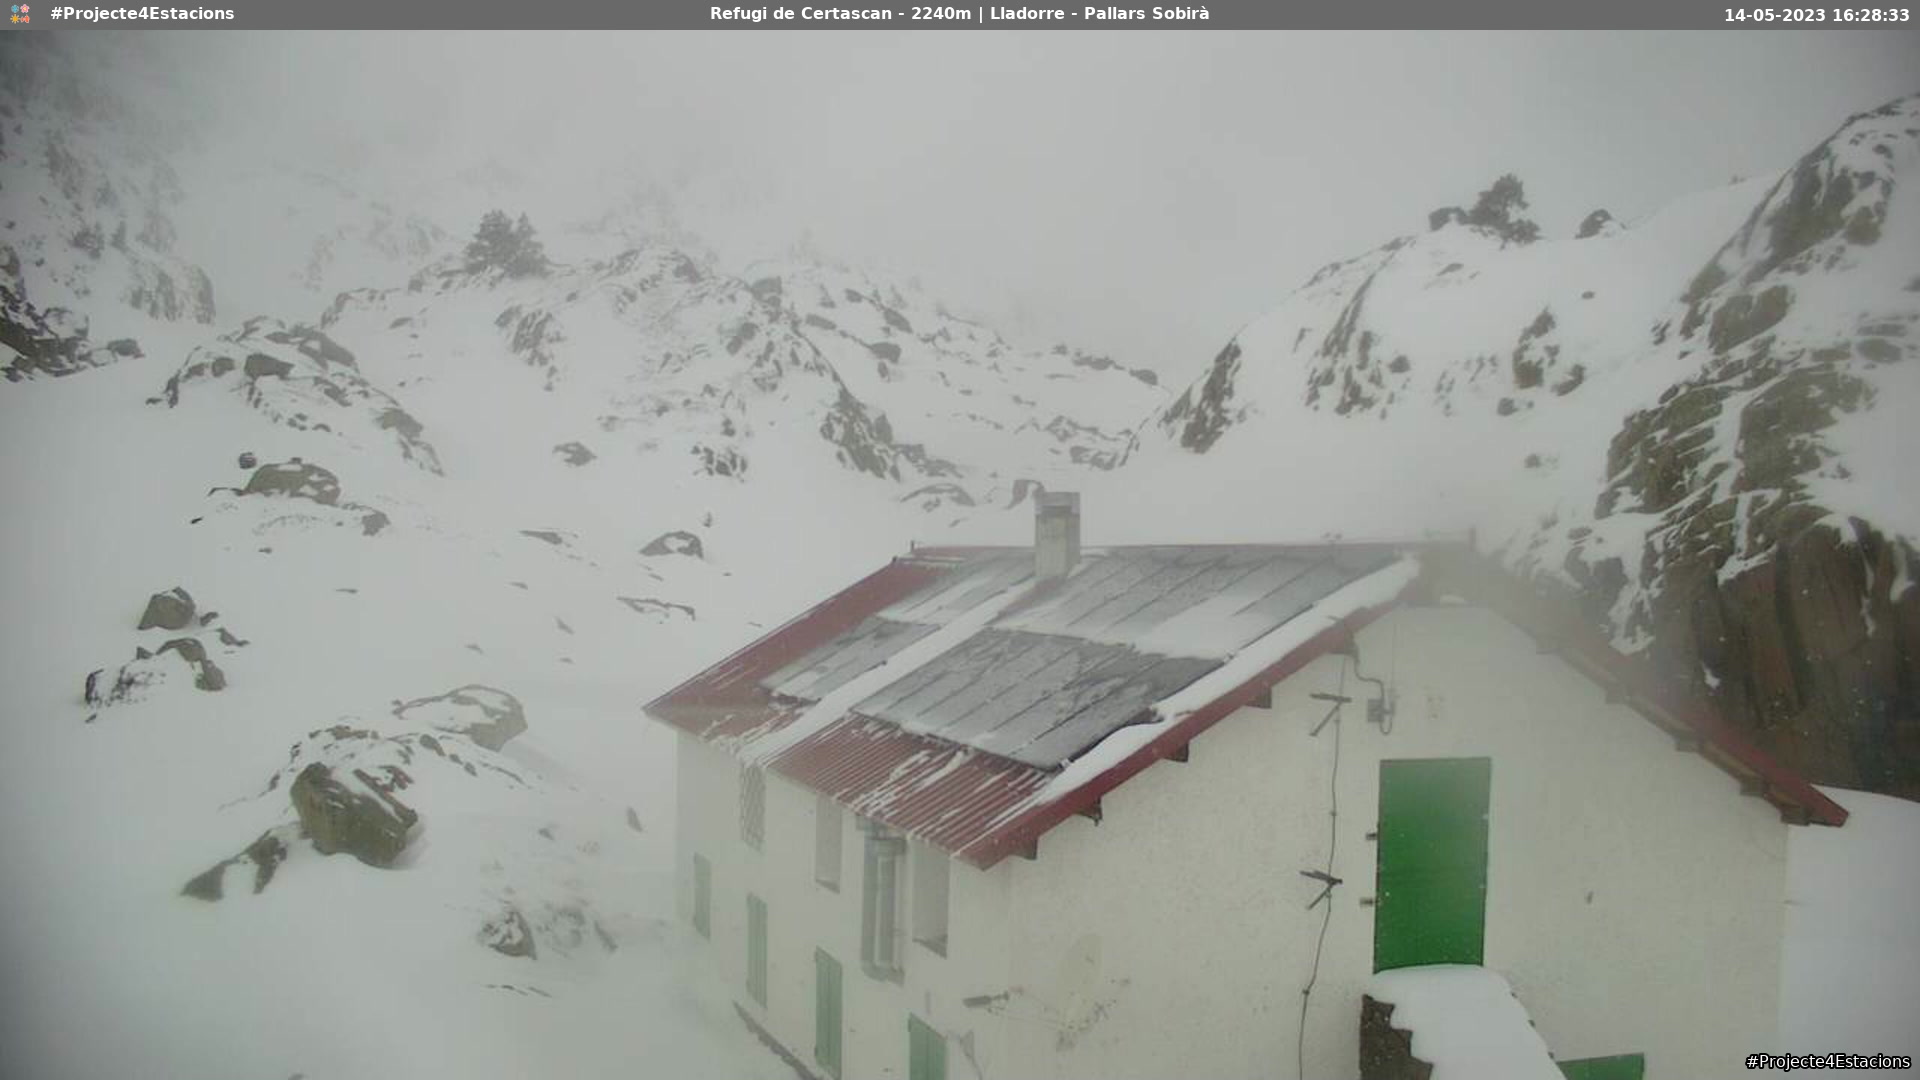 #Projecte4Estacions
Refugi de Certascan - 2240m | Lladorre - Pallars Sobirà
14-05-2023 16:28:33
#Projecte4Estacions